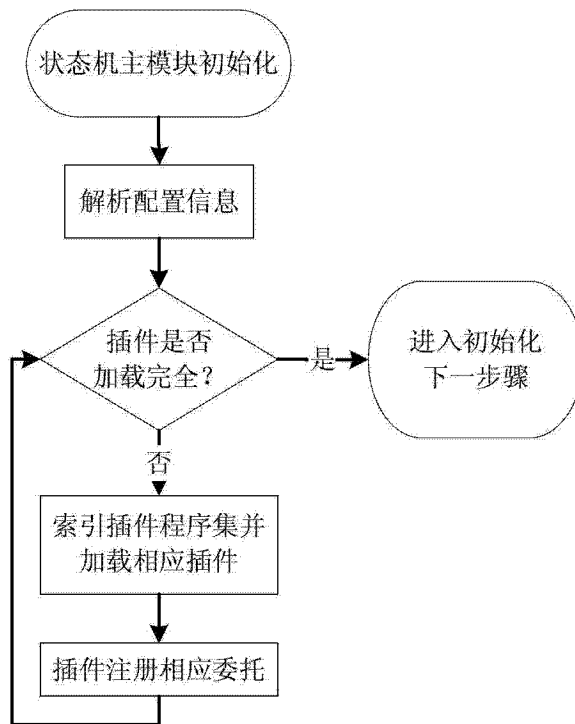 状态机主模块初始化
解析配置信息
插件是否
加载完全？
是
进入初始化
下一步骤
否
索引插件程序集并
加载相应插件
插件注册相应委托